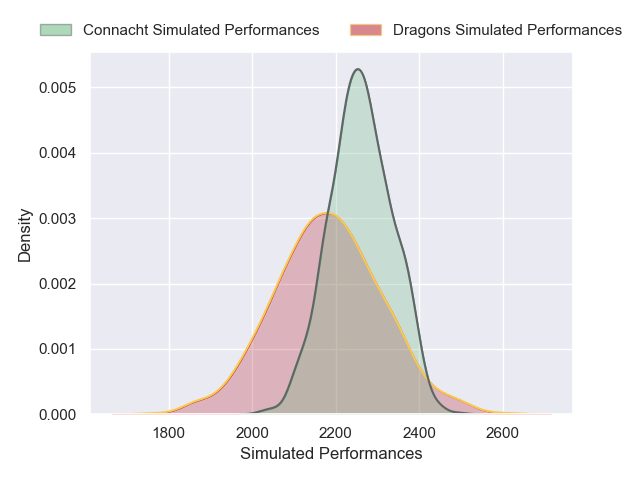 Connacht Simulated Performances
Dragons Simulated Performances
0.005
0.004
0.003
0.002
0.001
0.000
Density
1800
2000
2200
2400
2600
Simulated Performances